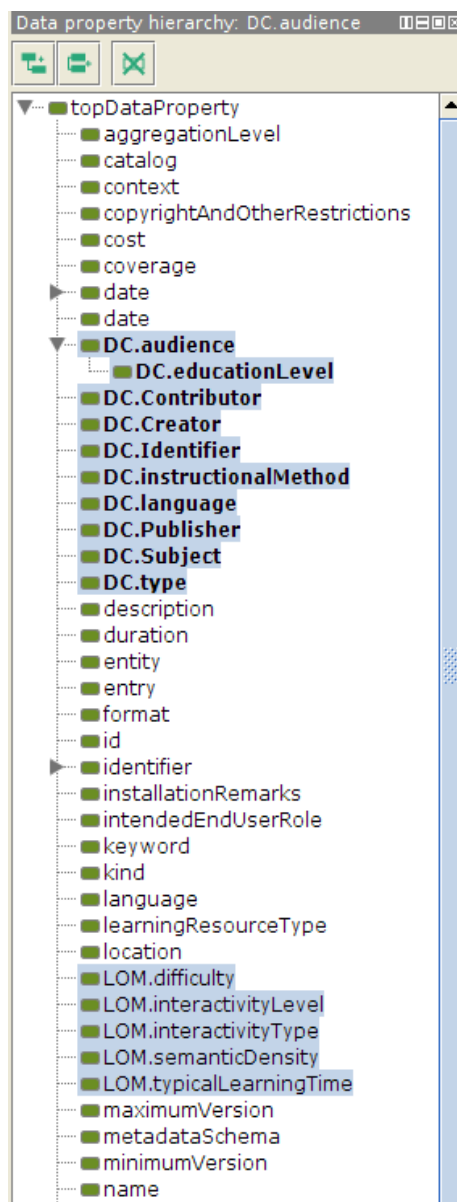 Data property hierarchy: DC.audience
topDataProperty
aggregationLevel
catalog
context
copyrightAndOtherRestrictions
cost
coverage
date
date
DC.audience
DC.educationLevel
DC.Contributor
DC.Creator
DC.Identifier
DC.instructionalMethod
DC.language
DC.Publisher
DC.Subject
DC.type
description
duration
entity
entry
format
id
identifier
installationRemarks
intendedEndUserRole
keyword
kind
language
learningResourceType
location
LOM.difficulty
LOM.interactivityLevel
LOM.interactivityType
LOM.semanticDensity
LOM.typicalLearningTime
maximumVersion
metadataSchema
minimumVersion
name